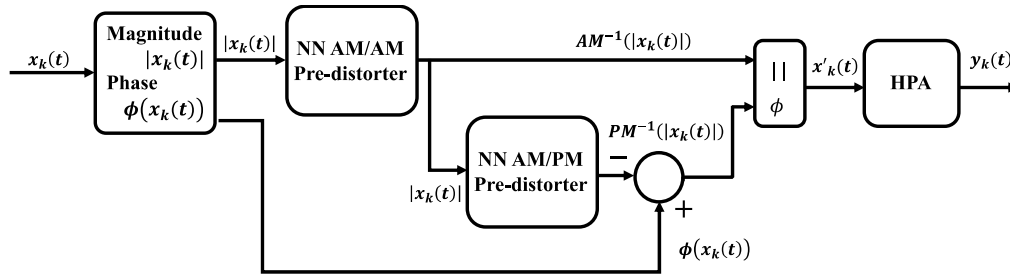 x_k(t)
Magnitude
|x_k(t)|
Phase
ϕ(x_k(t))
|x_k(t)|
NN AM/AM
Pre-distorter
AM⁻¹(|x_k(t)|)
| |
ϕ
x'_k(t)
HPA
y_k(t)
|x_k(t)|
NN AM/PM
Pre-distorter
PM⁻¹(|x_k(t)|)
−
+
ϕ(x_k(t))